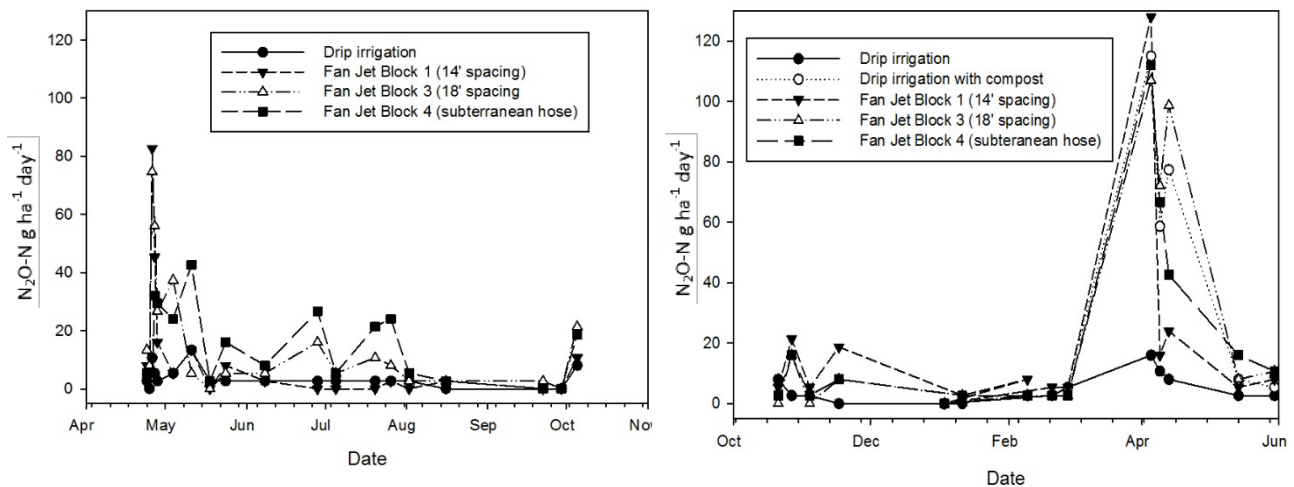 120
100
80
60
40
20
0
N₂O-N g ha⁻¹ day⁻¹
Drip irrigation
Fan Jet Block 1 (14' spacing)
Fan Jet Block 3 (18' spacing
Fan Jet Block 4 (subterranean hose)
Apr May Jun Jul Aug Sep Oct Nov
Date
120
100
80
60
40
20
0
N₂O-N g ha⁻¹ day⁻¹
Drip irrigation
Drip irrigation with compost
Fan Jet Block 1 (14' spacing)
Fan Jet Block 3 (18' spacing)
Fan Jet Block 4 (subteranean hose)
Oct Dec Feb Apr Jun
Date